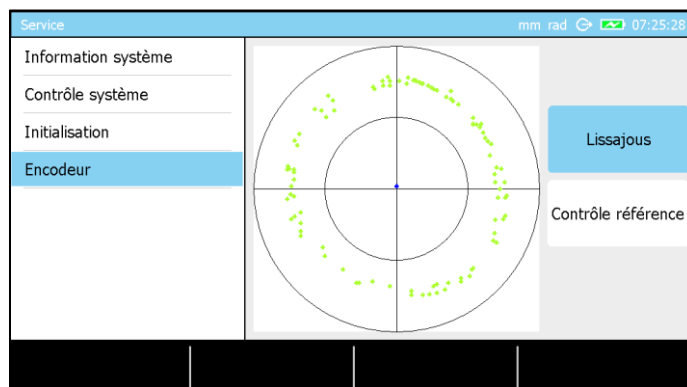 Service
mm rad 07:25:28
Information système
Contrôle système
Initialisation
Encodeur
Lissajous
Contrôle référence